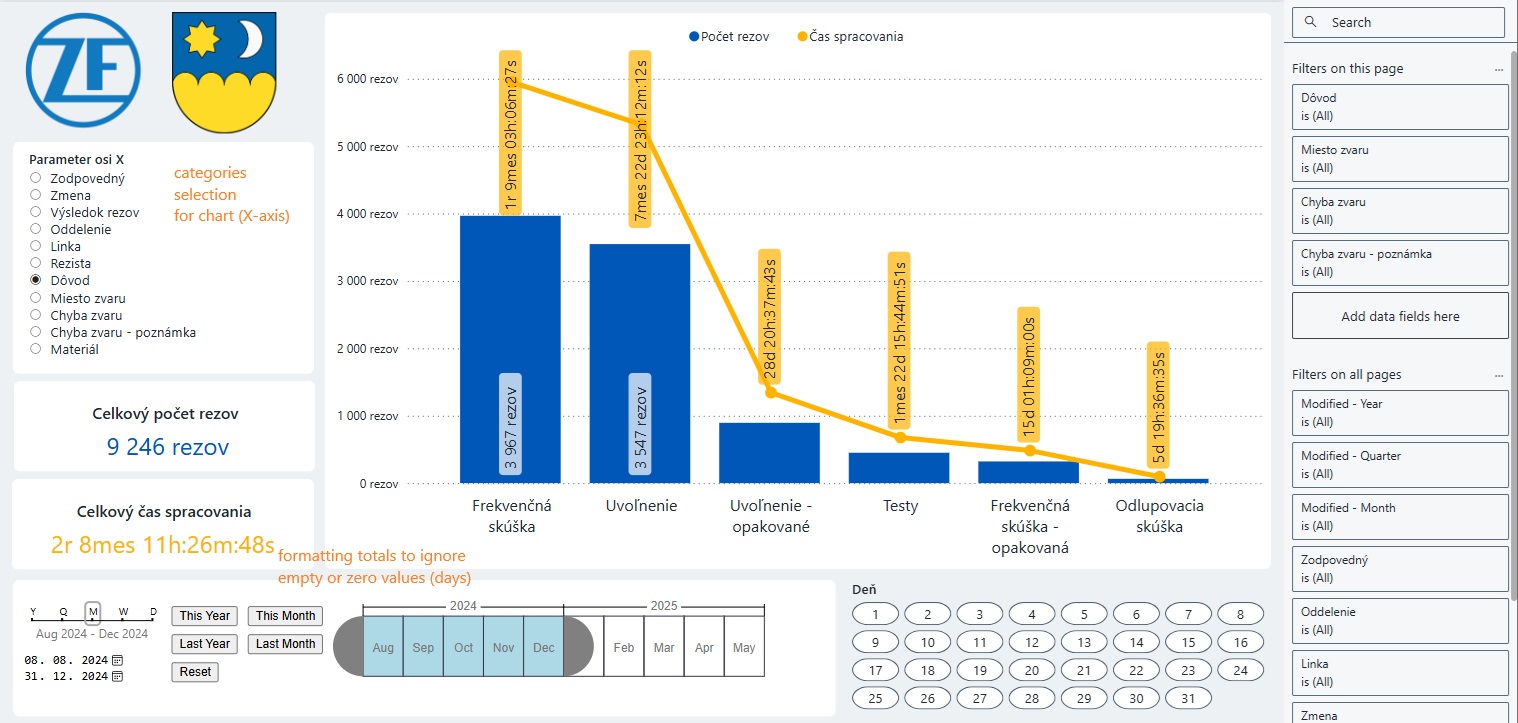 ZF
Parameter osi X
Zodpovedný
Zmena
Výsledok rezov
Oddelenie
Linka
Rezista
Dôvod
Miesto zvaru
Chyba zvaru
Chyba zvaru - poznámka
Materiál
categories
selection
for chart (X-axis)
Celkový počet rezov
9 246 rezov
Celkový čas spracovania
2r 8mes 11h:26m:48s
formatting totals to ignore
empty or zero values (days)
Počet rezov
Čas spracovania
6 000 rezov
5 000 rezov
4 000 rezov
3 000 rezov
2 000 rezov
1 000 rezov
0 rezov
1r 9mes 03h:06m:27s
7mes 22d 23h:12m:12s
28d 20h:37m:43s
1mes 22d 15h:44m:51s
15d 01h:09m:00s
5d 19h:36m:35s
3 967 rezov
3 547 rezov
Frekvenčná
skúška
Uvoľnenie
Uvoľnenie -
opakované
Testy
Frekvenčná
skúška -
opakovaná
Odlupovacia
skúška
Y Q M W D
Aug 2024 - Dec 2024
08. 08. 2024
31. 12. 2024
This Year
This Month
Last Year
Last Month
Reset
2024
2025
Aug Sep Oct Nov Dec Feb Mar Apr May
Deň
1 2 3 4 5 6 7 8
9 10 11 12 13 14 15 16
17 18 19 20 21 22 23 24
25 26 27 28 29 30 31
Search
Filters on this page
...
Dôvod
is (All)
Miesto zvaru
is (All)
Chyba zvaru
is (All)
Chyba zvaru - poznámka
is (All)
Add data fields here
Filters on all pages
...
Modified - Year
is (All)
Modified - Quarter
is (All)
Modified - Month
is (All)
Zodpovedný
is (All)
Oddelenie
is (All)
Linka
is (All)
Zmena